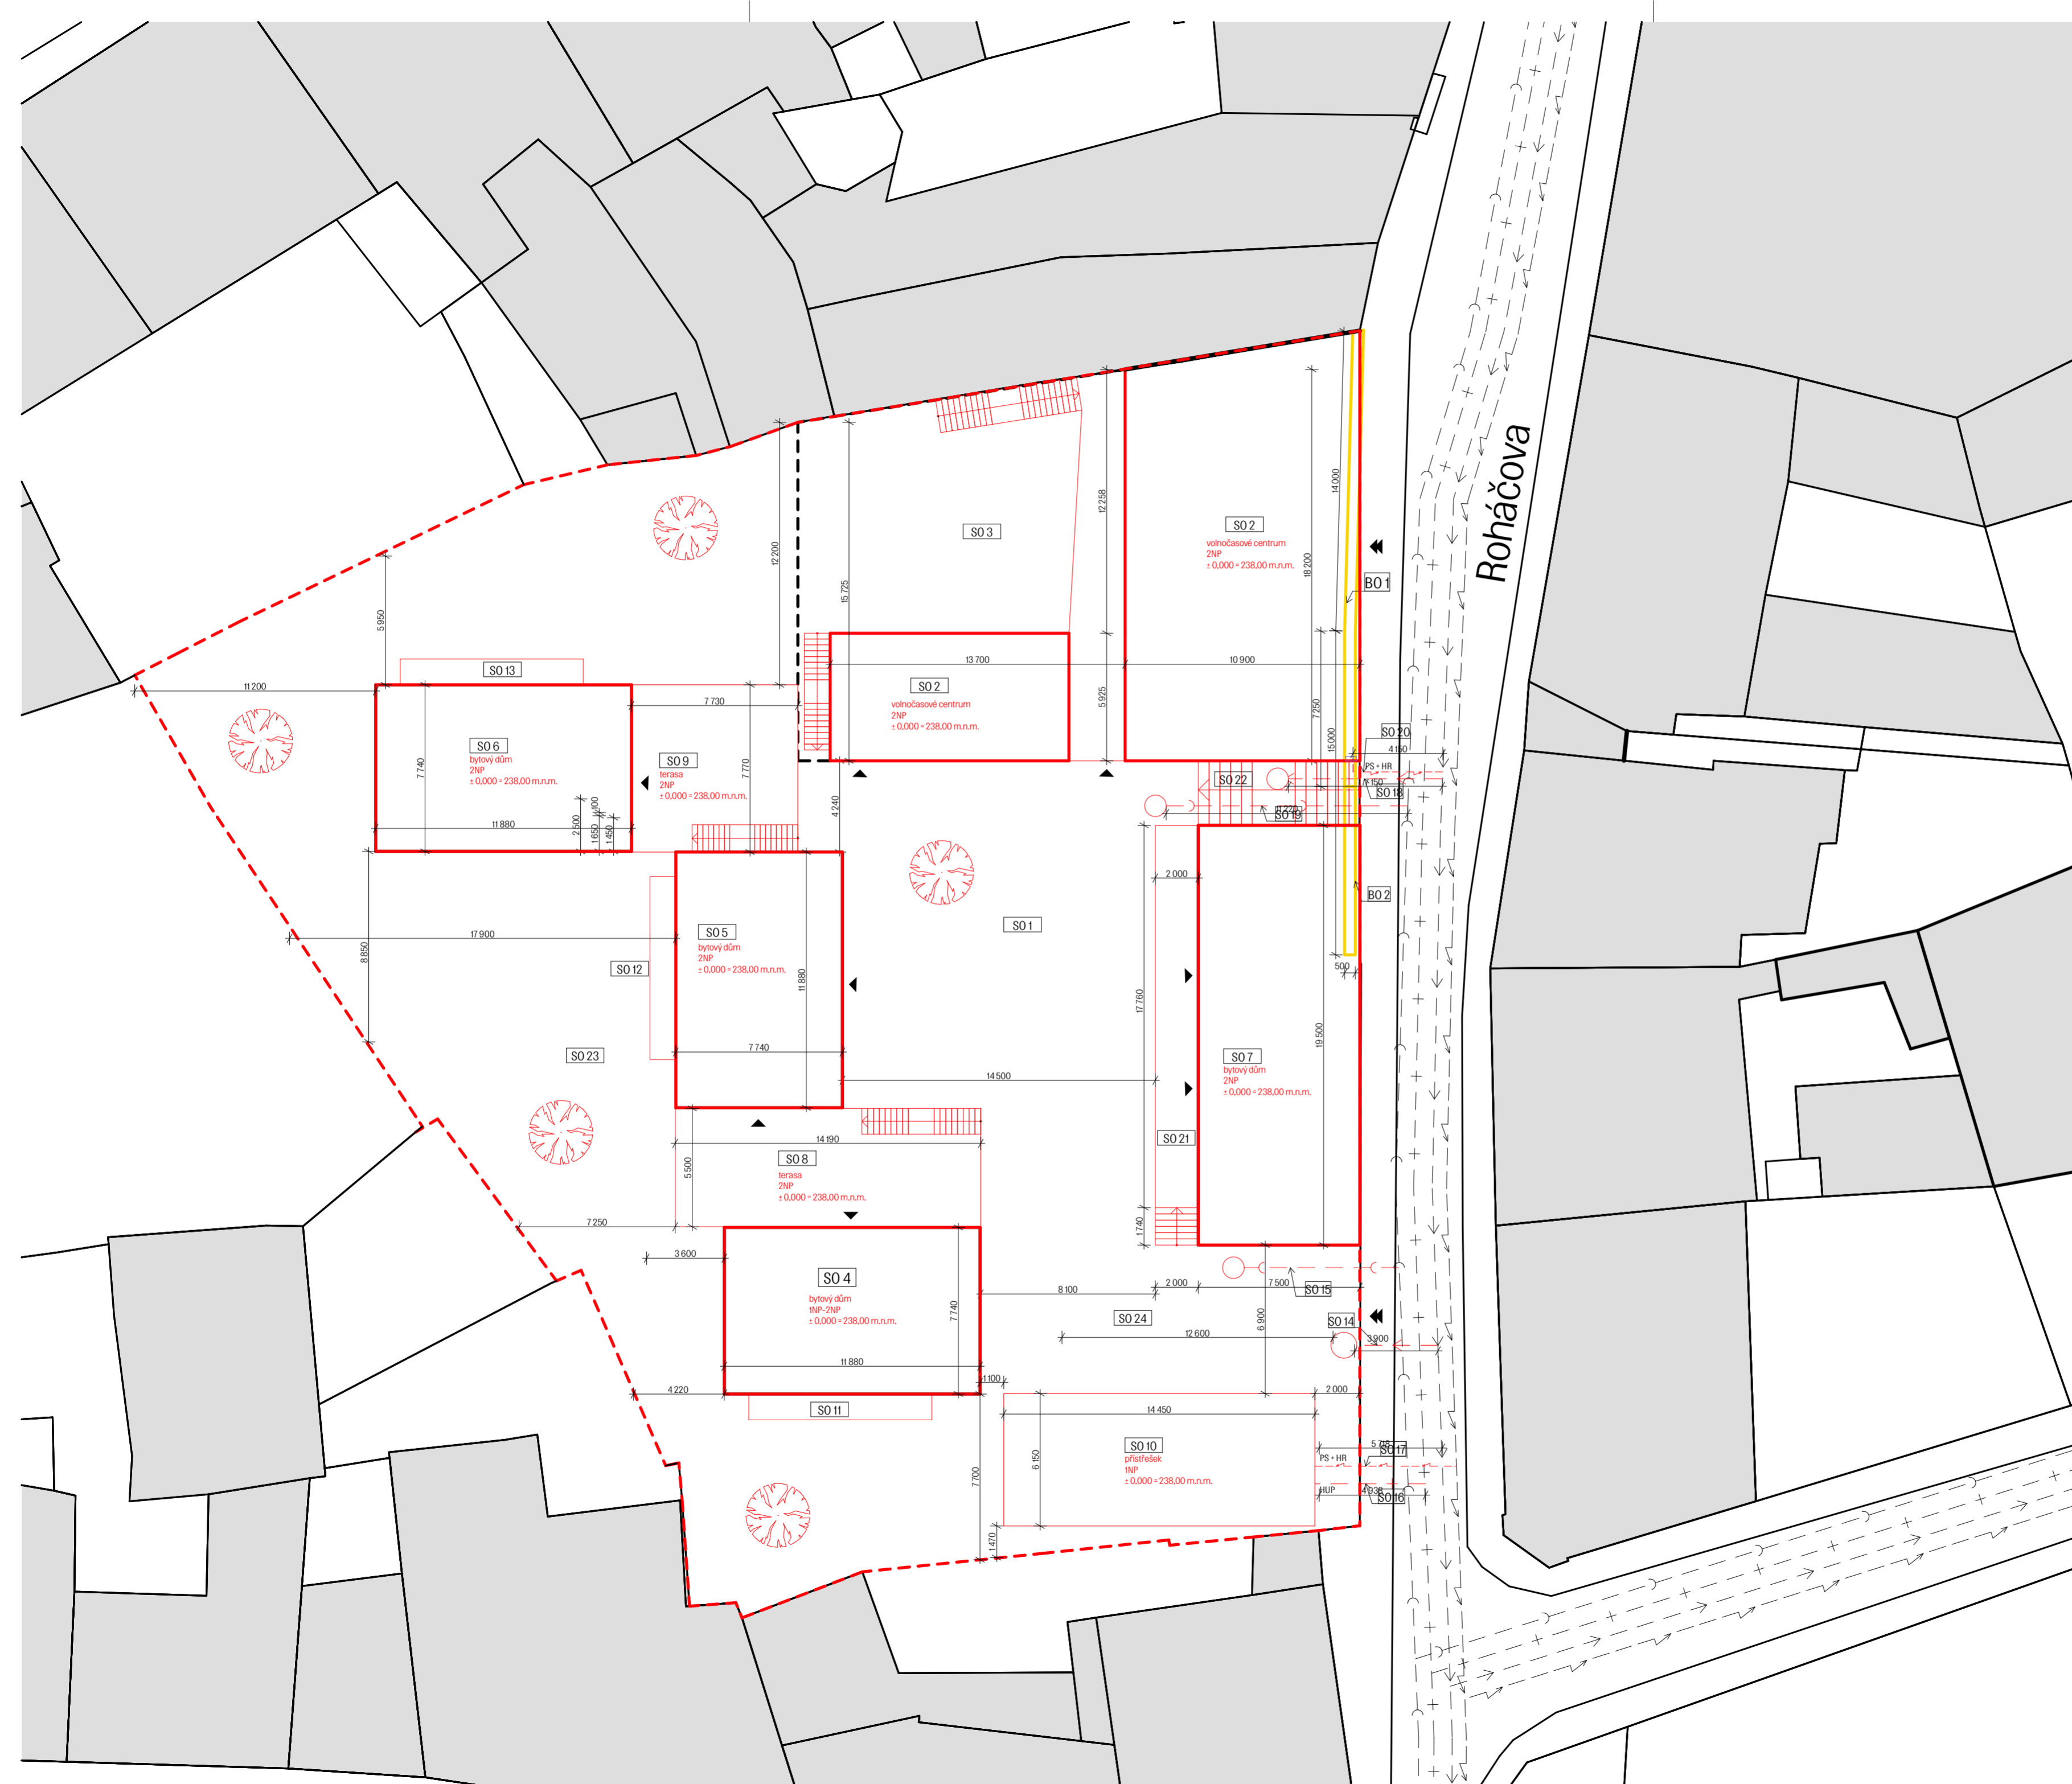 Roháčova
14 000
12 258
SO 3
SO 2
volnočasové centrum
2NP
± 0,000 = 238,00 m.n.m.
12 200
15 725
18 200
BO 1
5 950
SO 13
13 700
10 900
11 200
SO 2
volnočasové centrum
2NP
± 0,000 = 238,00 m.n.m.
7 730
5 925
7 250
15 000
SO 20
4 150
SO 6
bytový dům
2NP
± 0,000 = 238,00 m.n.m.
7 740
SO 9
terasa
2NP
± 0,000 = 238,00 m.n.m.
7 770
PS + HR
SO 22
SO 18
SO 19
4 240
2 500
1 650
1 450
11 880
2 000
BO 2
17 900
SO 5
bytový dům
2NP
± 0,000 = 238,00 m.n.m.
SO 1
8 850
SO 12
11 880
500
17 760
19 500
SO 23
7 740
14 500
SO 7
bytový dům
2NP
± 0,000 = 238,00 m.n.m.
14 190
SO 21
5 500
SO 8
terasa
2NP
± 0,000 = 238,00 m.n.m.
7 250
1 740
3 600
SO 4
bytový dům
1NP-2NP
± 0,000 = 238,00 m.n.m.
7 740
8 100
2 000
7 500
SO 15
SO 24
6 900
SO 14
12 600
3 900
11 880
1 100
4 220
2 000
SO 11
14 450
SO 10
přístřešek
1NP
± 0,000 = 238,00 m.n.m.
6 150
7 700
SO 17
PS + HR
HUP
SO 16
1 470